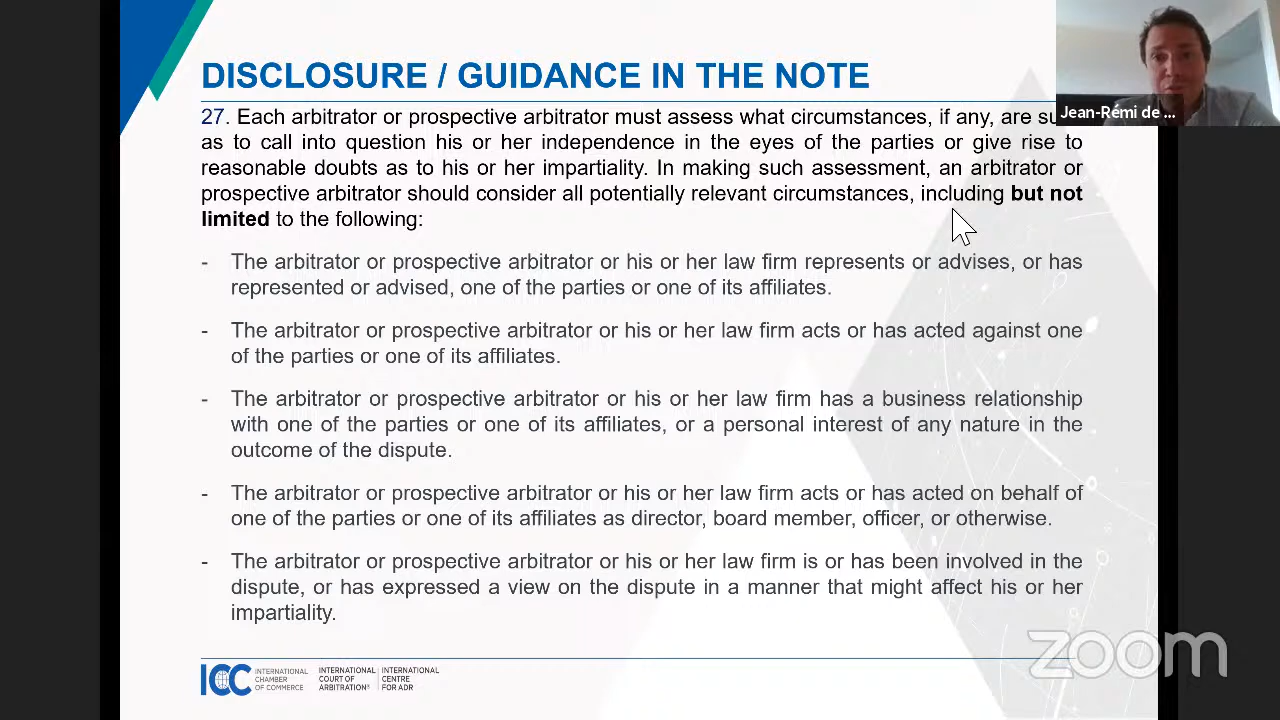 DISCLOSURE / GUIDANCE IN THE NOTE
Jean-Rémi de ...
27. Each arbitrator or prospective arbitrator must assess what circumstances, if any, are
as to call into question his or her independence in the eyes of the parties or give rise to
reasonable doubts as to his or her impartiality. In making such assessment, an arbitrator or
prospective arbitrator should consider all potentially relevant circumstances, including but not
limited to the following:
- The arbitrator or prospective arbitrator or his or her law firm represents or advises, or has
represented or advised, one of the parties or one of its affiliates.
- The arbitrator or prospective arbitrator or his or her law firm acts or has acted against one
of the parties or one of its affiliates.
- The arbitrator or prospective arbitrator or his or her law firm has a business relationship
with one of the parties or one of its affiliates, or a personal interest of any nature in the
outcome of the dispute.
- The arbitrator or prospective arbitrator or his or her law firm acts or has acted on behalf of
one of the parties or one of its affiliates as director, board member, officer, or otherwise.
- The arbitrator or prospective arbitrator or his or her law firm is or has been involved in the
dispute, or has expressed a view on the dispute in a manner that might affect his or her
impartiality.
zoom
ICC
INTERNATIONAL
CHAMBER
OF COMMERCE
INTERNATIONAL
COURT OF
ARBITRATION®
INTERNATIONAL
CENTRE
FOR ADR